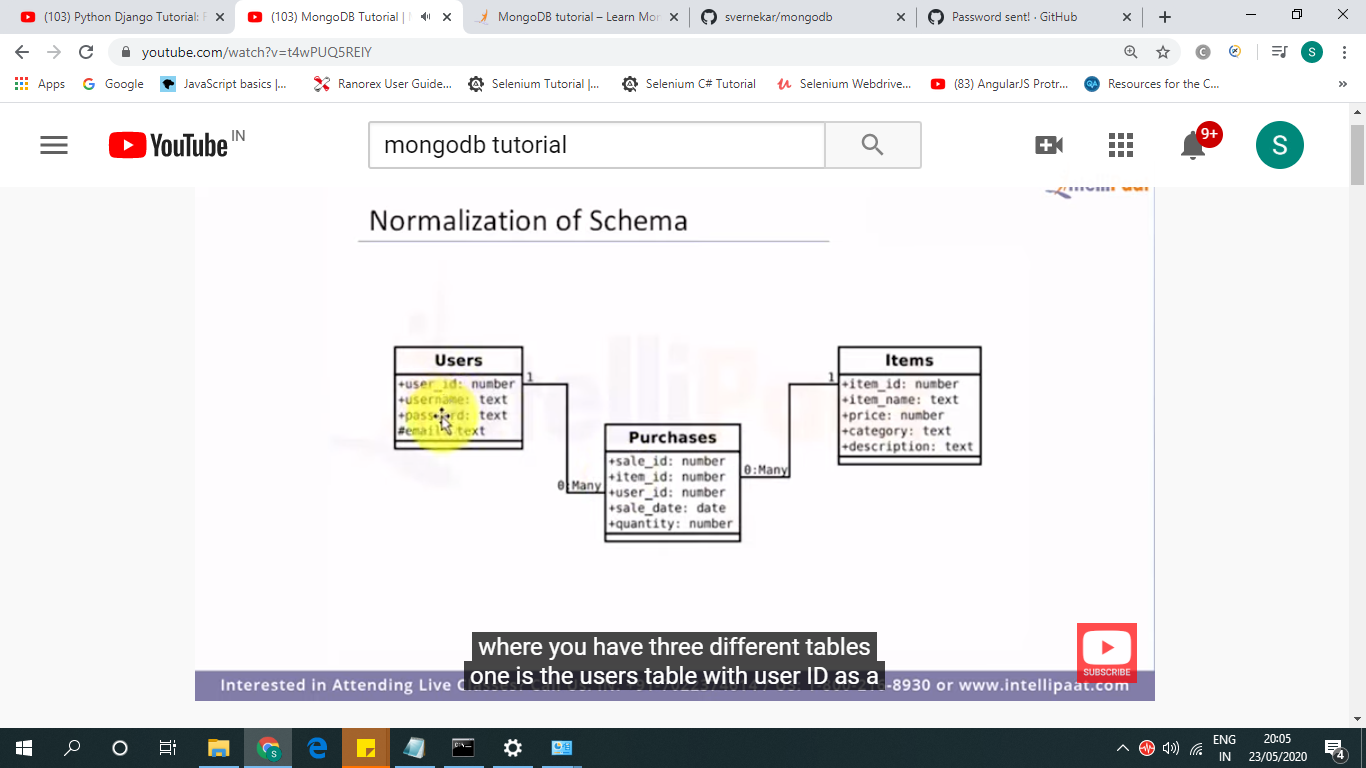 (103) Python Django Tutorial: F
(103) MongoDB Tutorial |
MongoDB tutorial – Learn Mon
svernekar/mongodb
Password sent! · GitHub
youtube.com/watch?v=t4wPUQ5REIY
Apps
Google
JavaScript basics |...
Ranorex User Guide...
Selenium Tutorial |...
Selenium C# Tutorial
Selenium Webdrive...
(83) AngularJS Protr...
Resources for the C...
YouTube IN
mongodb tutorial
9+
S
Normalization of Schema
Users
+user_id: number
+username: text
+password: text
#email: text
1
0:Many
Purchases
+sale_id: number
+item_id: number
+user_id: number
+sale_date: date
+quantity: number
0:Many
1
Items
+item_id: number
+item_name: text
+price: number
+category: text
+description: text
where you have three different tables
one is the users table with user ID as a
SUBSCRIBE
Interested in Attending Live
-8930 or www.intellipaat.com
ENG
IN
20:05
23/05/2020
4